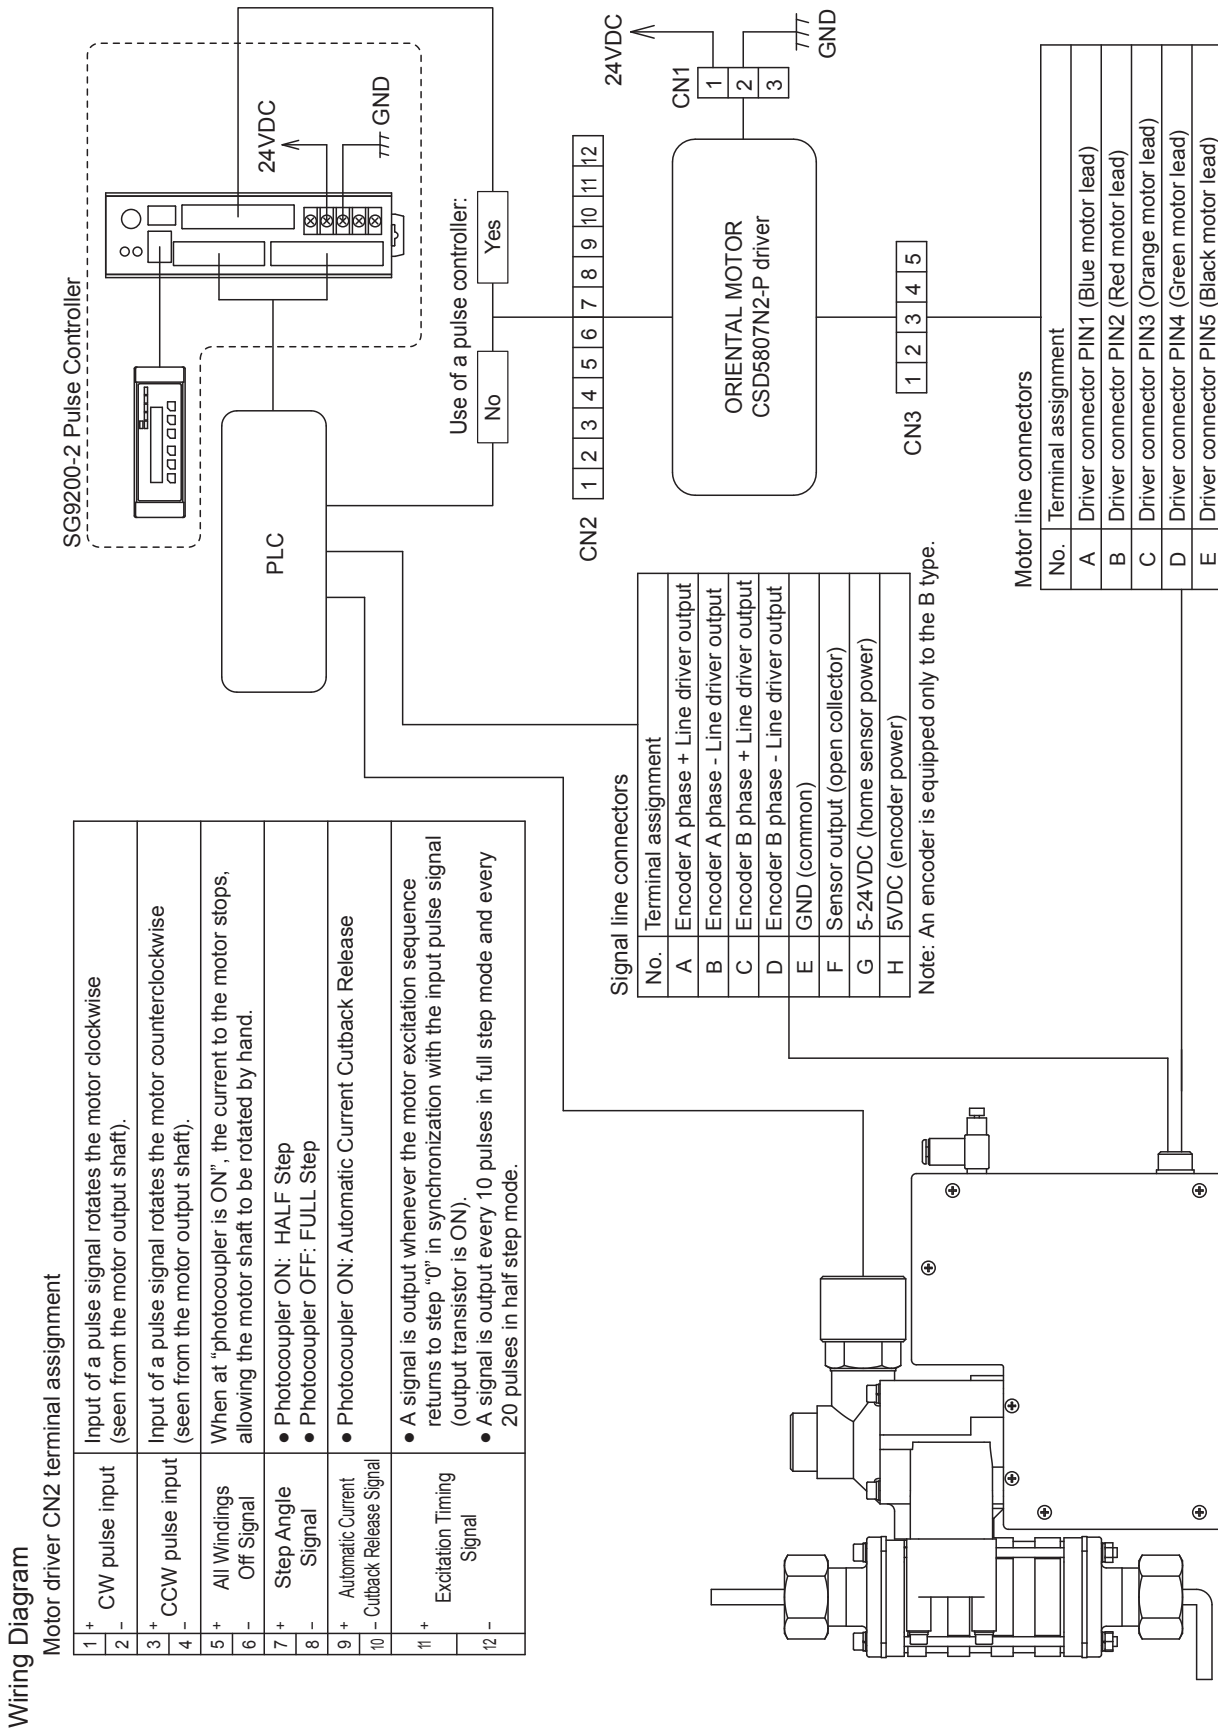 Wiring Diagram
Motor driver CN2 terminal assignment
1 + CW pulse input Input of a pulse signal rotates the motor clockwise
2 - (seen from the motor output shaft).
3 + CCW pulse input Input of a pulse signal rotates the motor counterclockwise
4 - (seen from the motor output shaft).
5 + All Windings When at “photocoupler is ON”, the current to the motor stops,
6 - Off Signal allowing the motor shaft to be rotated by hand.
7 + Step Angle ● Photocoupler ON: HALF Step
8 - Signal ● Photocoupler OFF: FULL Step
9 + Automatic Current ● Photocoupler ON: Automatic Current Cutback Release
10 - Cutback Release Signal
11 + Excitation Timing ● A signal is output whenever the motor excitation sequence
returns to step “0” in synchronization with the input pulse signal
(output transistor is ON).
12 - Signal ● A signal is output every 10 pulses in full step mode and every
20 pulses in half step mode.
SG9200-2 Pulse Controller
24VDC
GND
PLC
Use of a pulse controller:
No
Yes
CN2
1 2 3 4 5 6 7 8 9 10 11 12
ORIENTAL MOTOR
CSD5807N2-P driver
24VDC
CN1
1
2
3
GND
CN3
1 2 3 4 5
Signal line connectors
No. Terminal assignment
A Encoder A phase + Line driver output
B Encoder A phase - Line driver output
C Encoder B phase + Line driver output
D Encoder B phase - Line driver output
E GND (common)
F Sensor output (open collector)
G 5-24VDC (home sensor power)
H 5VDC (encoder power)
Note: An encoder is equipped only to the B type.
Motor line connectors
No. Terminal assignment
A Driver connector PIN1 (Blue motor lead)
B Driver connector PIN2 (Red motor lead)
C Driver connector PIN3 (Orange motor lead)
D Driver connector PIN4 (Green motor lead)
E Driver connector PIN5 (Black motor lead)